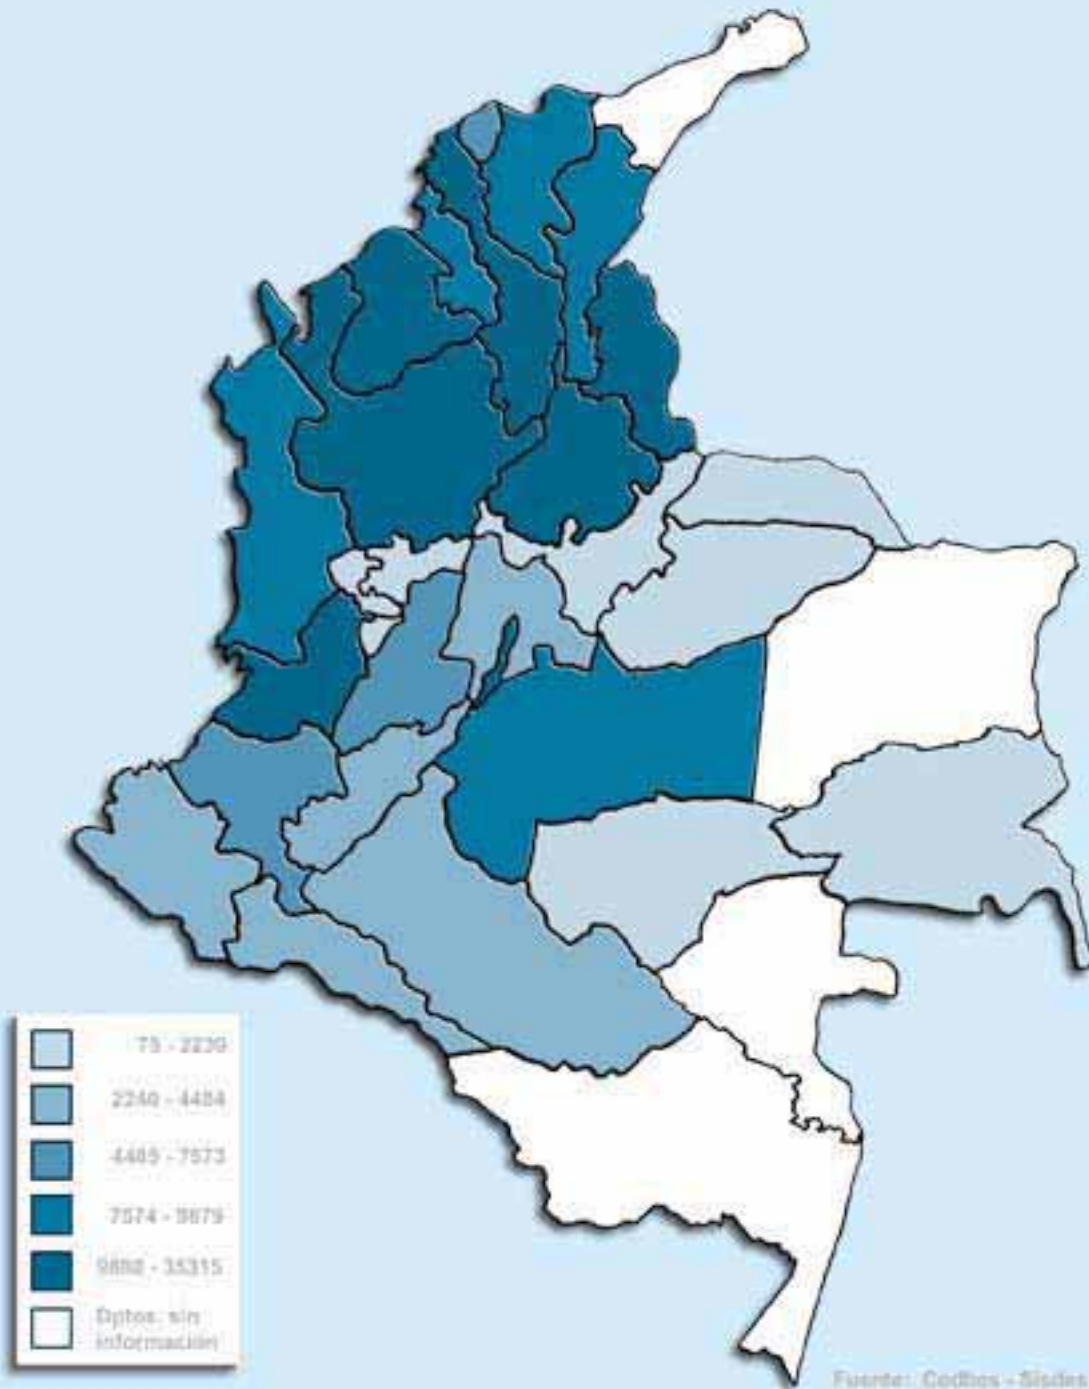 75 - 2239
2240 - 4484
4485 - 7573
7574 - 9879
9880 - 35315
Dptos. sin
información
Fuente: Codhes - Sisdes